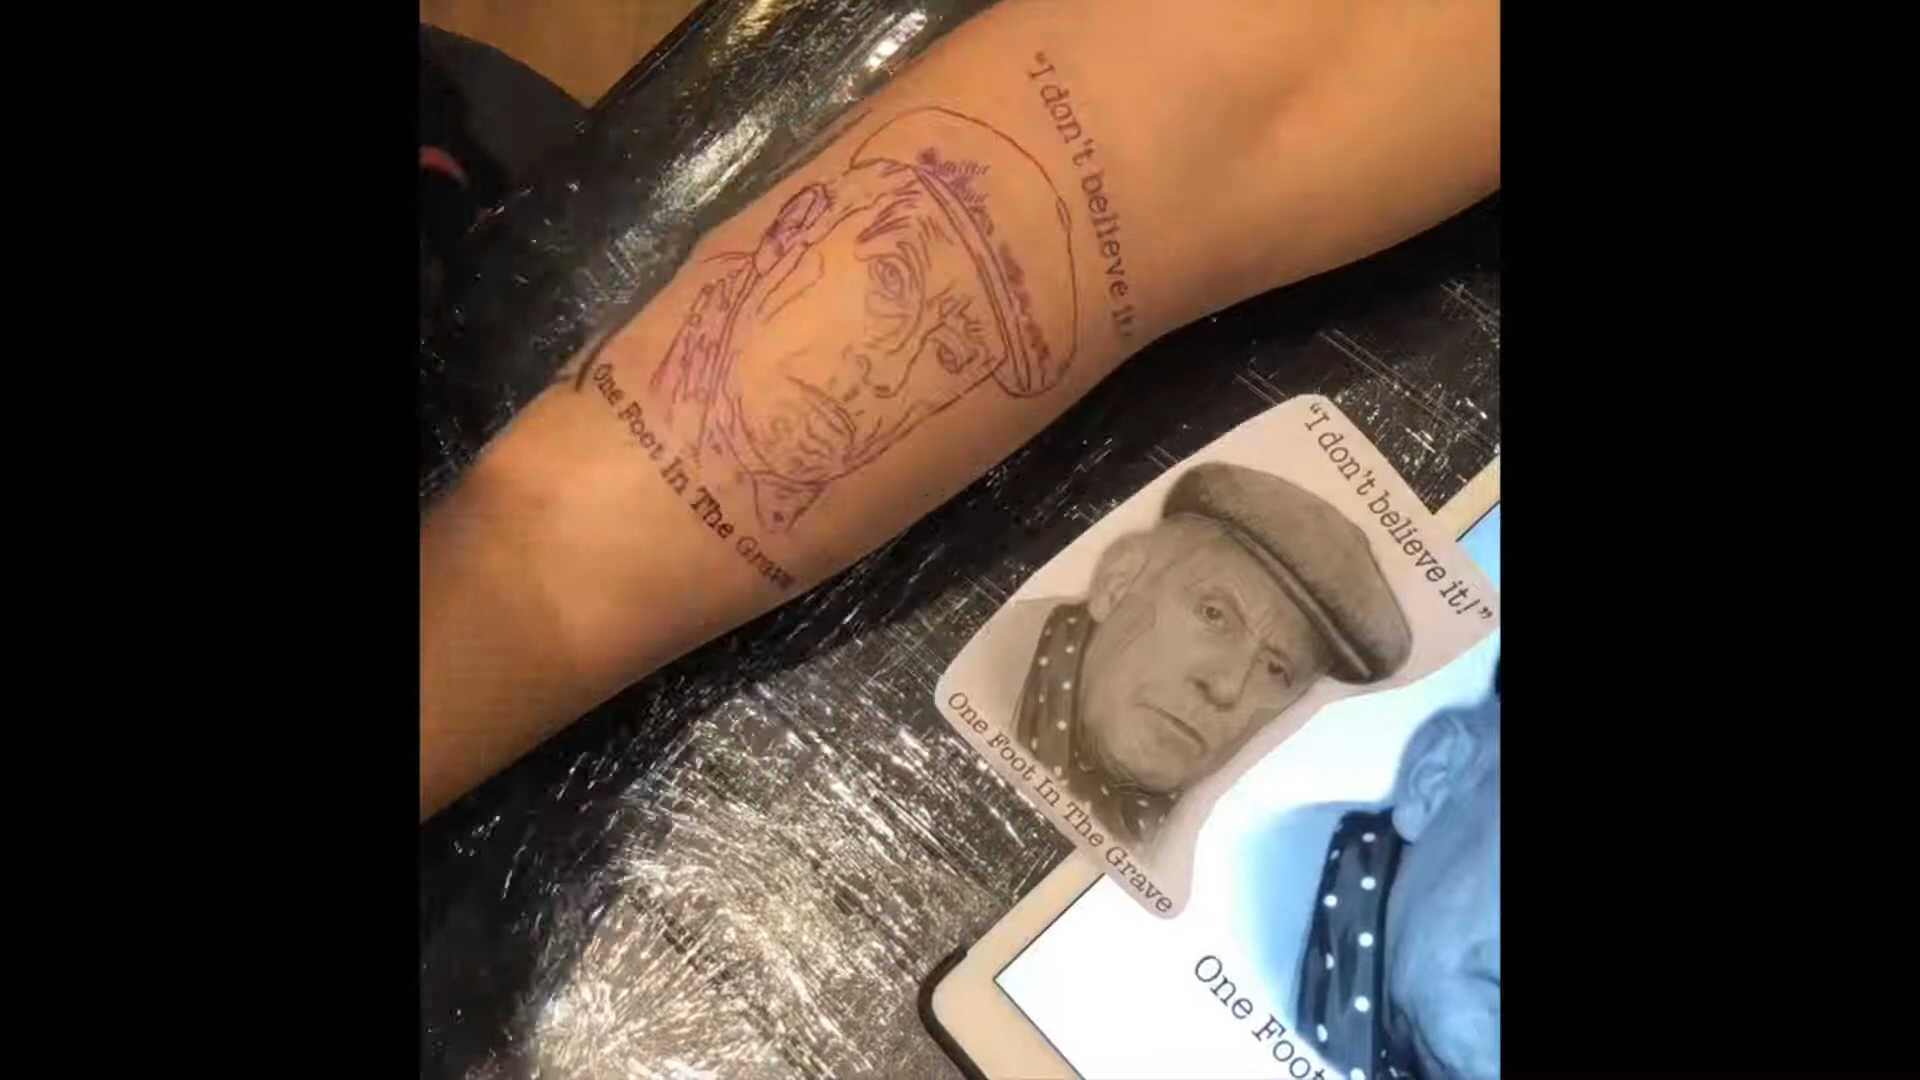 "I don't believe it!
One Foot In The Grave
"I don't believe it!"
One Foot In The Grave
One Foot